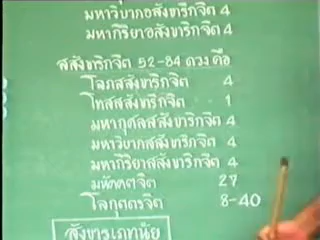 มหาวิบากอสังขาริกจิต 4
มหากิริยาอสังขาริกจิต 4
สสังขาริกจิต 52-84 ดวง คือ
โลภสสังขาริกจิต 4
โทสสสังขาริกจิต 1
มหากุศลสสังขาริกจิต 4
มหาวิบากสสังขาริกจิต 4
มหากิริยาสสังขาริกจิต 4
มหัคคตจิต 27
โลกุตตรจิต 8-40
สังขารเภทนัย